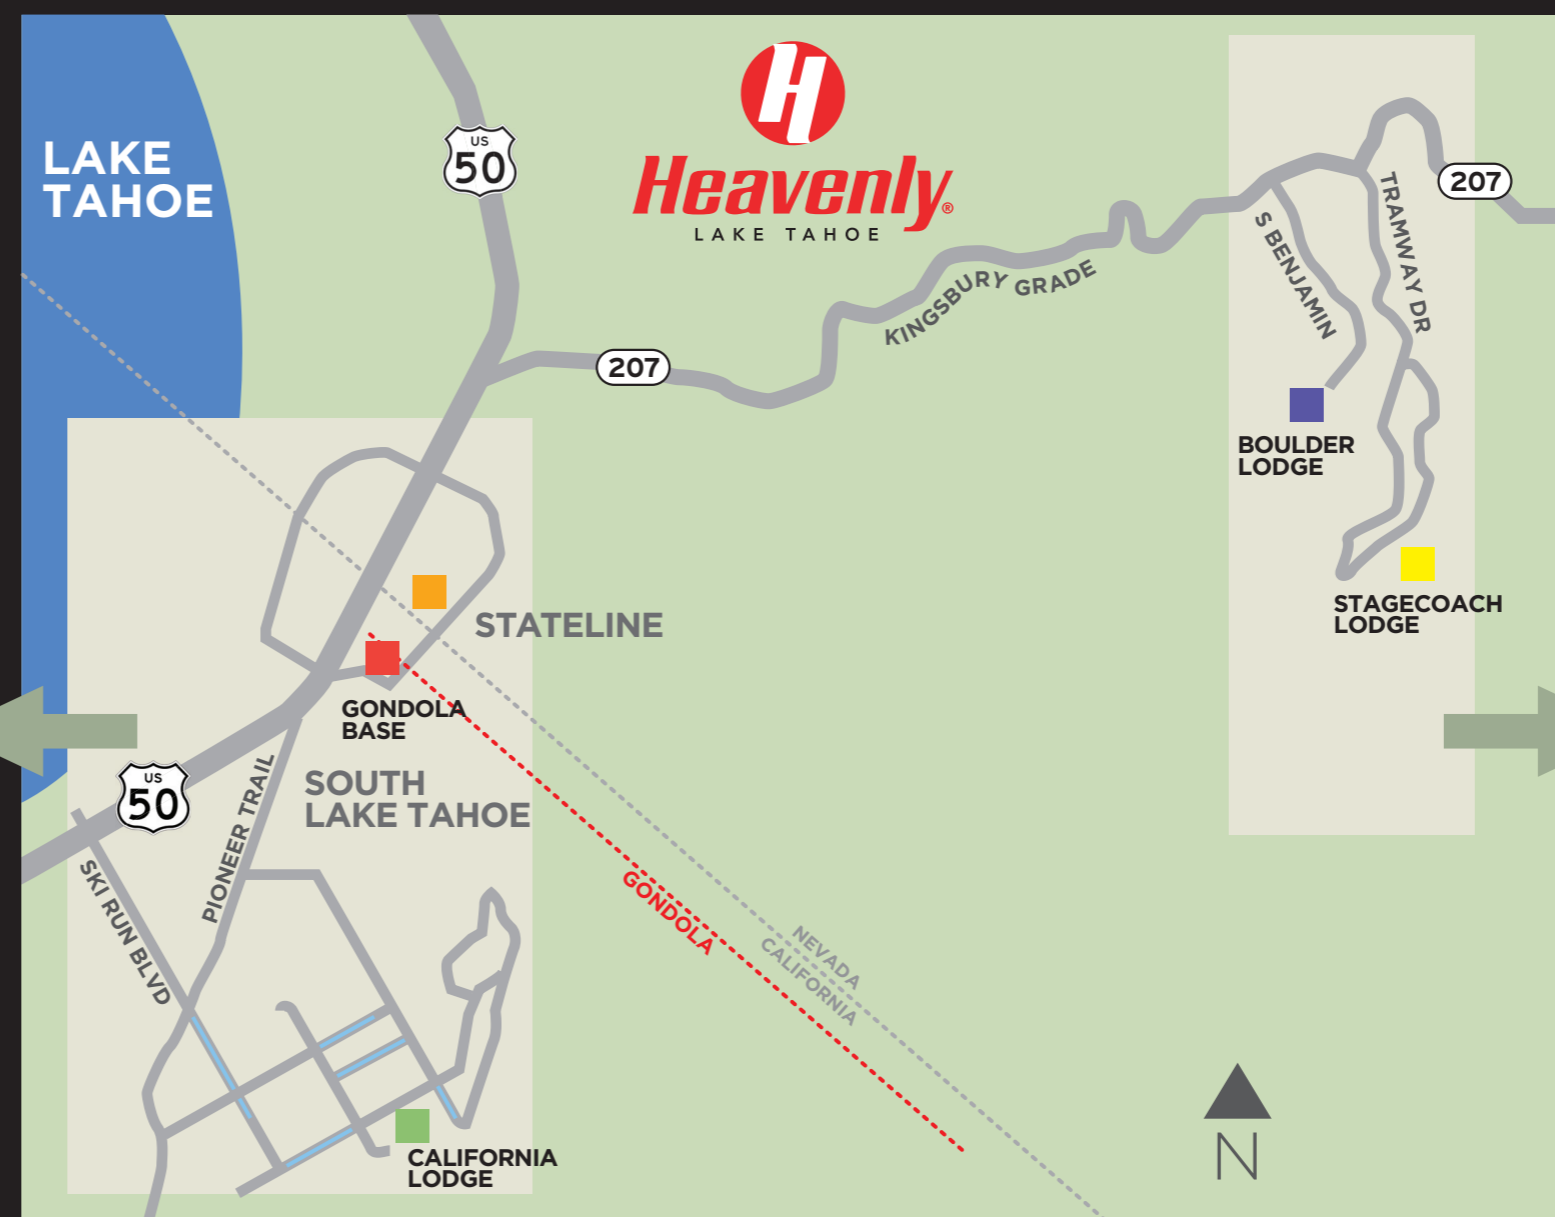 LAKE
TAHOE
US
50
H
Heavenly®
LAKE TAHOE
207
TRAMWAY DR
S BENJAMIN
KINGSBURY GRADE
207
BOULDER
LODGE
STAGECOACH
LODGE
STATELINE
GONDOLA
BASE
US
50
SOUTH
LAKE TAHOE
PIONEER TRAIL
SKI RUN BLVD
GONDOLA
NEVADA
CALIFORNIA
CALIFORNIA
LODGE
N